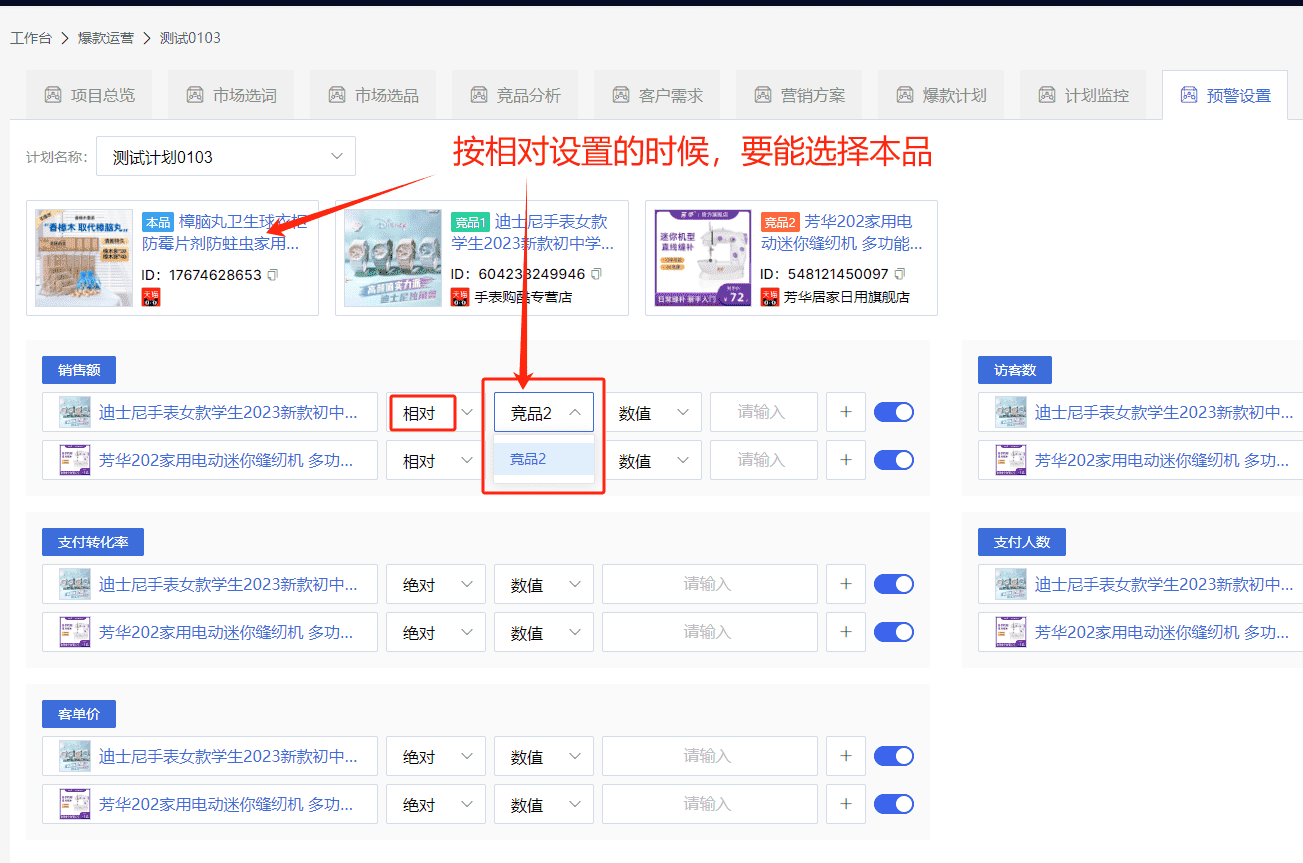 工作台 > 爆款运营 > 测试0103
项目总览 市场选词 市场选品 竞品分析 客户需求 营销方案 爆款计划 计划监控 预警设置
按相对设置的时候，要能选择本品
计划名称： 测试计划0103
本品 樟脑丸卫生球衣柜
防霉片剂防蛀虫家用...
ID：17674628653
天猫
竞品1 迪士尼手表女款
学生2023新款初中学...
ID：604233249946
天猫 手表购酷专营店
竞品2 芳华202家用电
动迷你缝纫机 多功能...
ID：548121450097
天猫 芳华居家日用旗舰店
销售额
迪士尼手表女款学生2023新款初中... 相对 竞品2 数值 请输入 +
竞品2
芳华202家用电动迷你缝纫机 多功... 相对 数值 请输入 +
访客数
迪士尼手表女款学生2023新款初中...
芳华202家用电动迷你缝纫机 多功...
支付转化率
迪士尼手表女款学生2023新款初中... 绝对 数值 请输入 +
芳华202家用电动迷你缝纫机 多功... 绝对 数值 请输入 +
支付人数
迪士尼手表女款学生2023新款初中...
芳华202家用电动迷你缝纫机 多功...
客单价
迪士尼手表女款学生2023新款初中... 绝对 数值 请输入 +
芳华202家用电动迷你缝纫机 多功... 绝对 数值 请输入 +